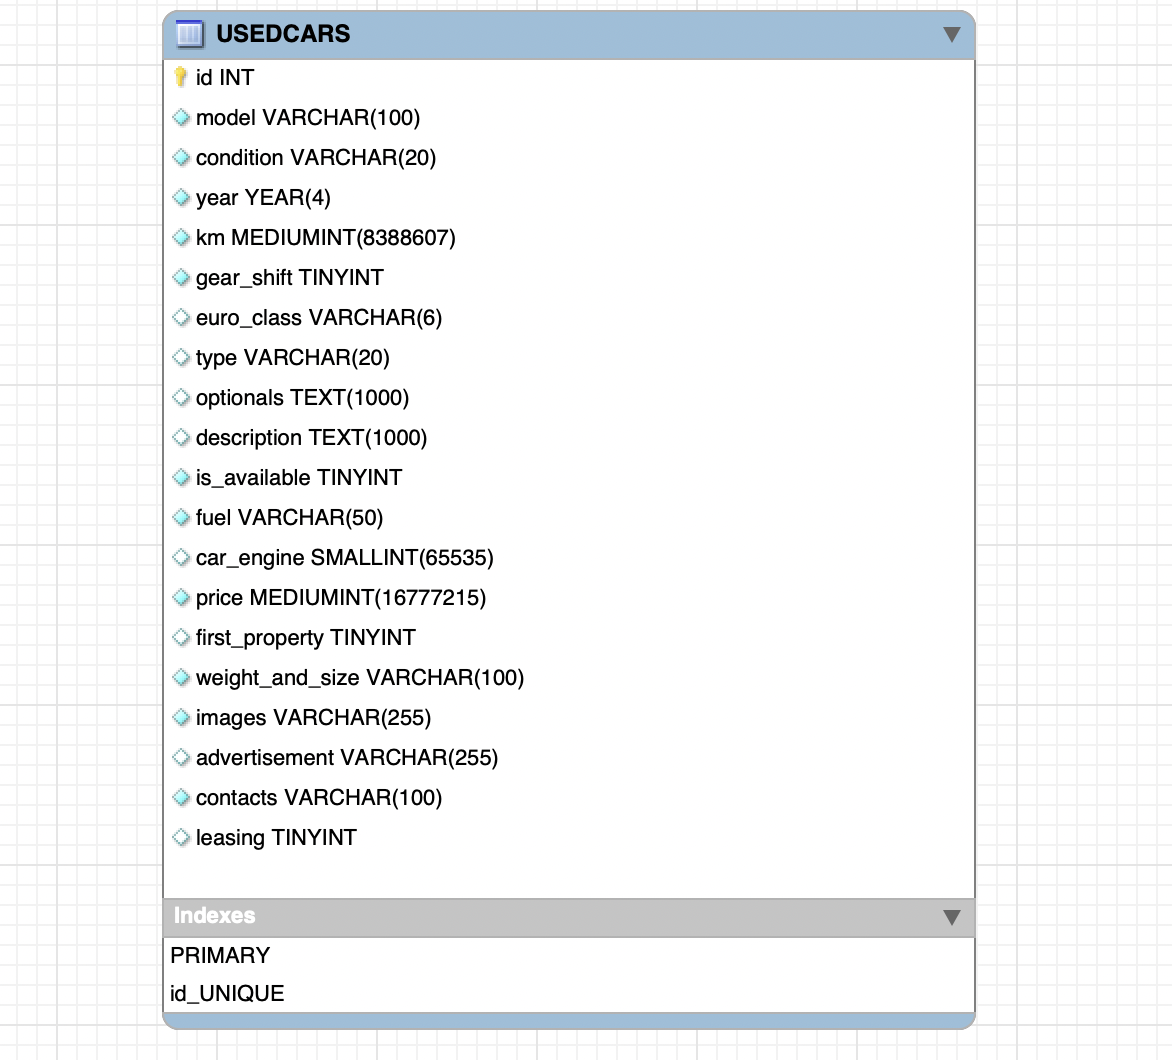 USEDCARS
id INT
model VARCHAR(100)
condition VARCHAR(20)
year YEAR(4)
km MEDIUMINT(8388607)
gear_shift TINYINT
euro_class VARCHAR(6)
type VARCHAR(20)
optionals TEXT(1000)
description TEXT(1000)
is_available TINYINT
fuel VARCHAR(50)
car_engine SMALLINT(65535)
price MEDIUMINT(16777215)
first_property TINYINT
weight_and_size VARCHAR(100)
images VARCHAR(255)
advertisement VARCHAR(255)
contacts VARCHAR(100)
leasing TINYINT
Indexes
PRIMARY
id_UNIQUE